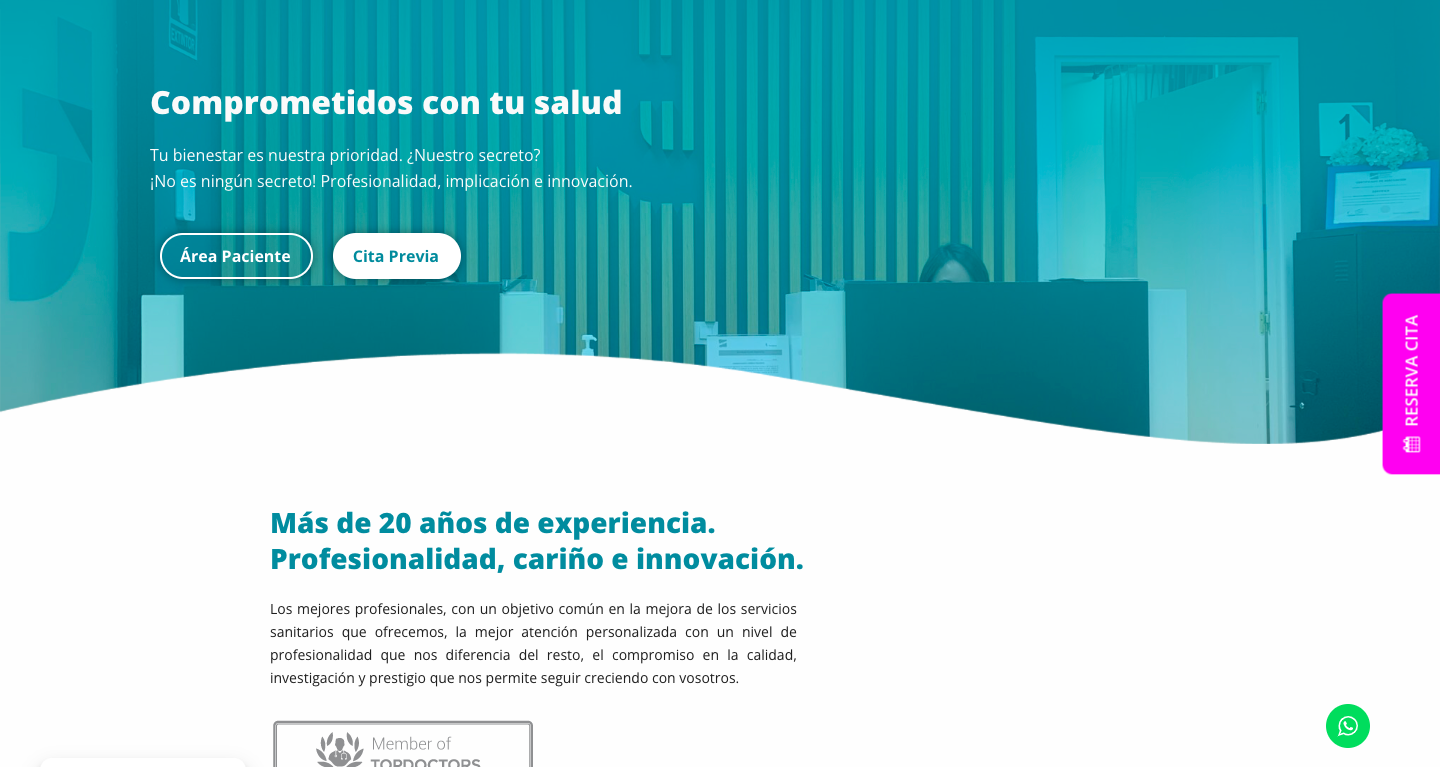 EXTINTOR
Comprometidos con tu salud
Tu bienestar es nuestra prioridad. ¿Nuestro secreto?
¡No es ningún secreto! Profesionalidad, implicación e innovación.
Área Paciente
Cita Previa
1
RESERVA CITA
Más de 20 años de experiencia.
Profesionalidad, cariño e innovación.
Los mejores profesionales, con un objetivo común en la mejora de los servicios
sanitarios que ofrecemos, la mejor atención personalizada con un nivel de
profesionalidad que nos diferencia del resto, el compromiso en la calidad,
investigación y prestigio que nos permite seguir creciendo con vosotros.
Member of
TOPDOCTORS